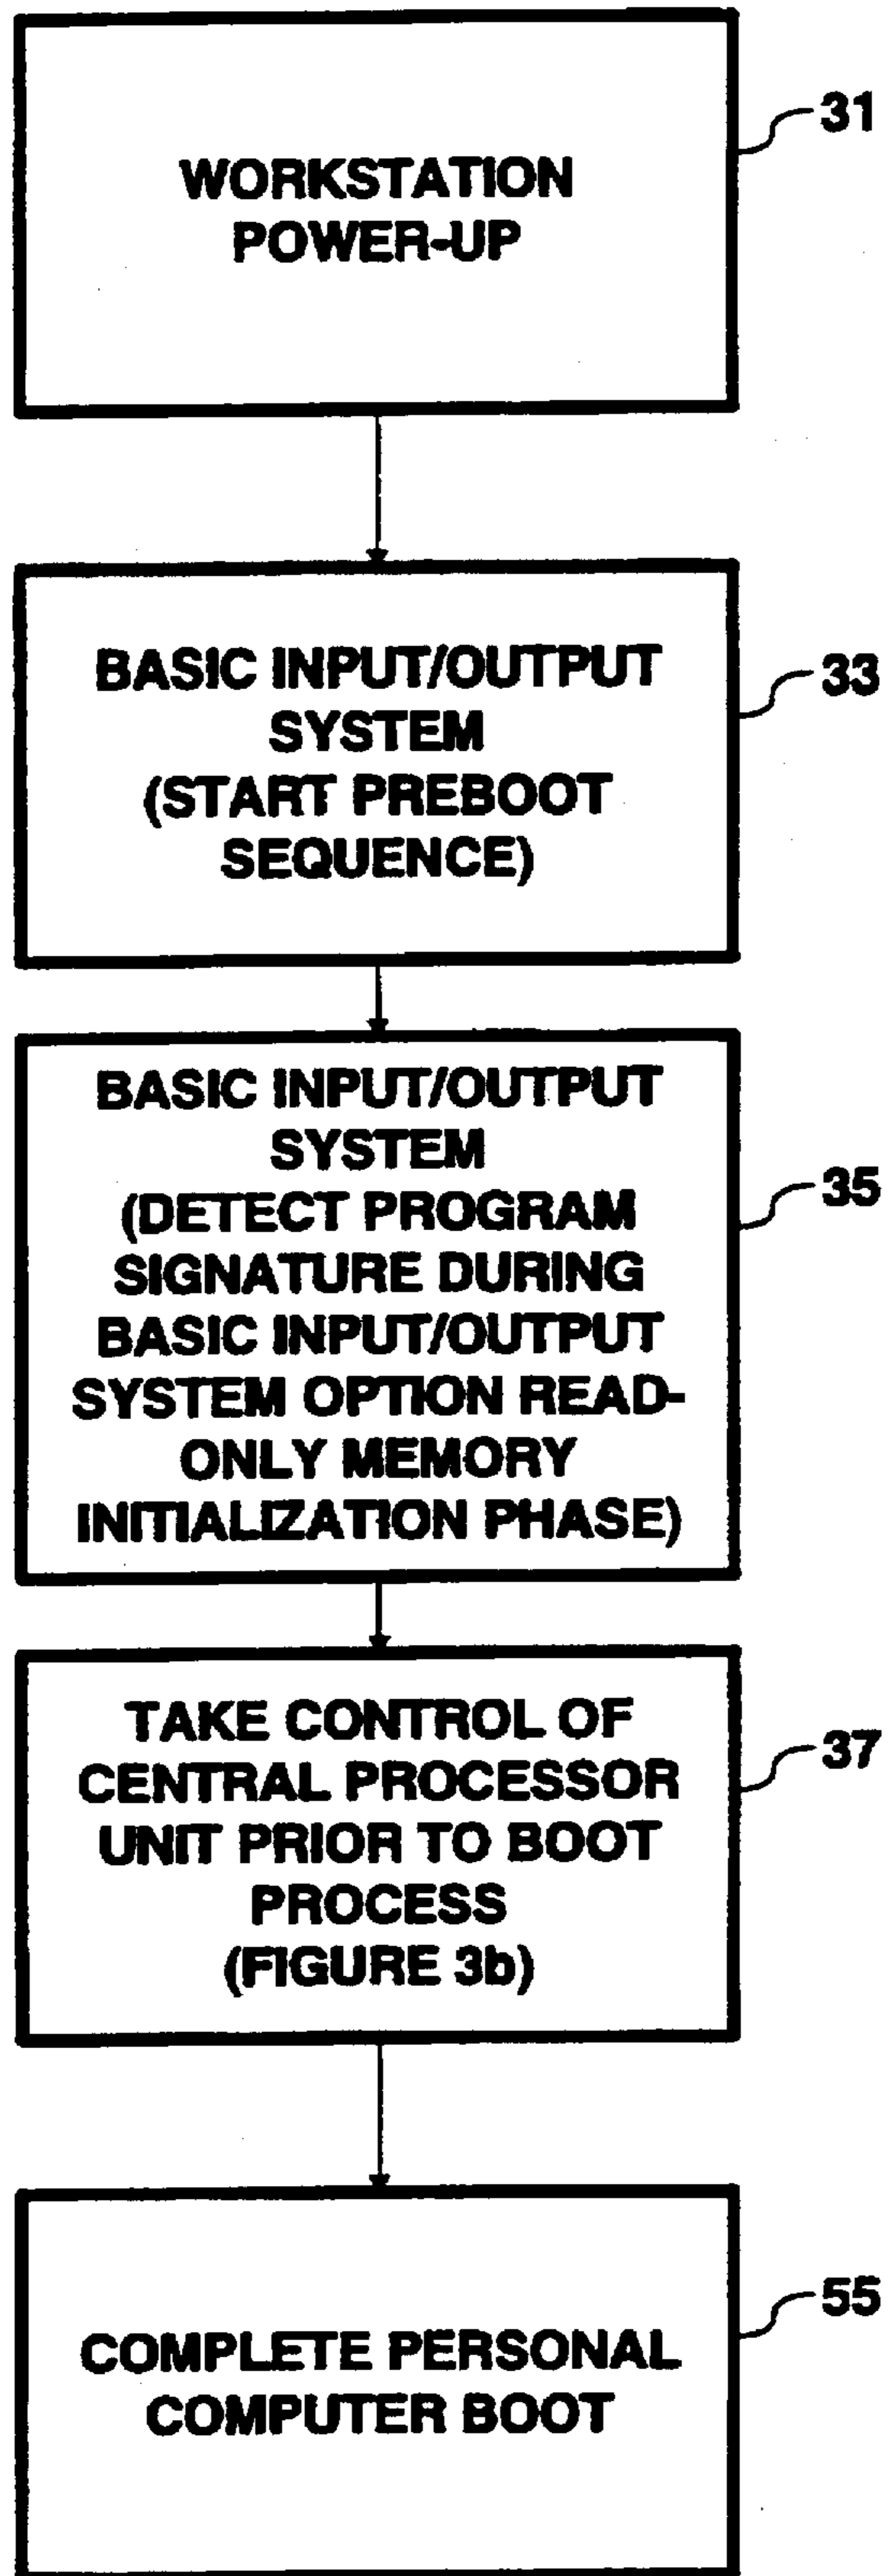 WORKSTATION
POWER-UP
31
BASIC INPUT/OUTPUT
SYSTEM
(START PREBOOT
SEQUENCE)
33
BASIC INPUT/OUTPUT
SYSTEM
(DETECT PROGRAM
SIGNATURE DURING
BASIC INPUT/OUTPUT
SYSTEM OPTION READ-
ONLY MEMORY
INITIALIZATION PHASE)
35
TAKE CONTROL OF
CENTRAL PROCESSOR
UNIT PRIOR TO BOOT
PROCESS
(FIGURE 3b)
37
COMPLETE PERSONAL
COMPUTER BOOT
55